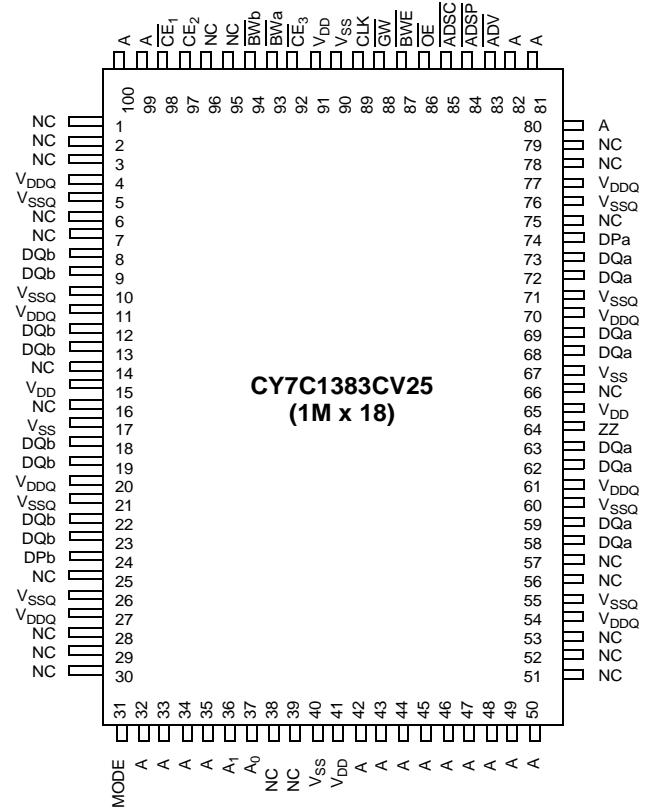 A
A
CE1
CE2
NC
NC
BWb
BWa
CE3
VDD
VSS
CLK
GW
BWE
OE
ADSC
ADSP
ADV
A
A
100
99
98
97
96
95
94
93
92
91
90
89
88
87
86
85
84
83
82
81
NC 1
NC 2
NC 3
VDDQ 4
VSSQ 5
NC 6
NC 7
DQb 8
DQb 9
VSSQ 10
VDDQ 11
DQb 12
DQb 13
NC 14
VDD 15
NC 16
VSS 17
DQb 18
DQb 19
VDDQ 20
VSSQ 21
DQb 22
DQb 23
DPb 24
NC 25
VSSQ 26
VDDQ 27
NC 28
NC 29
NC 30
CY7C1383CV25
(1M x 18)
80 A
79 NC
78 NC
77 VDDQ
76 VSSQ
75 NC
74 DPa
73 DQa
72 DQa
71 VSSQ
70 VDDQ
69 DQa
68 DQa
67 VSS
66 NC
65 VDD
64 ZZ
63 DQa
62 DQa
61 VDDQ
60 VSSQ
59 DQa
58 DQa
57 NC
56 NC
55 VSSQ
54 VDDQ
53 NC
52 NC
51 NC
31
32
33
34
35
36
37
38
39
40
41
42
43
44
45
46
47
48
49
50
MODE
A
A
A
A
A1
A0
NC
NC
VSS
VDD
A
A
A
A
A
A
A
A
A